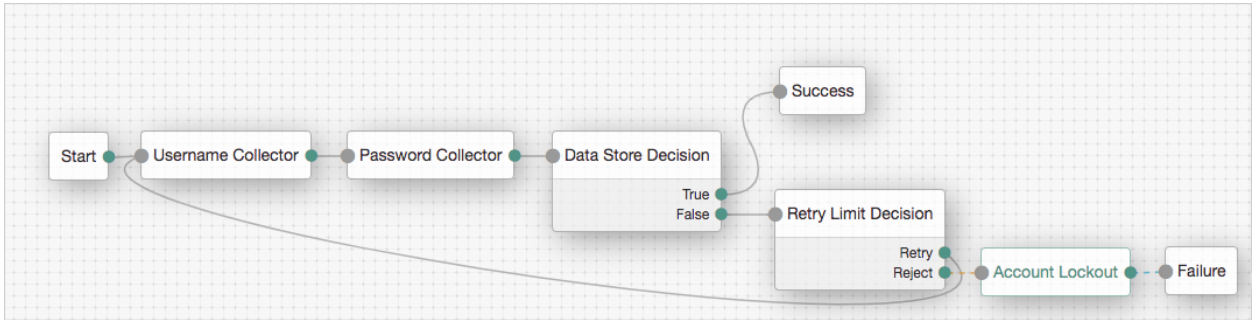 Success
Start
Username Collector
Password Collector
Data Store Decision
True
False
Retry Limit Decision
Retry
Reject
Account Lockout
Failure